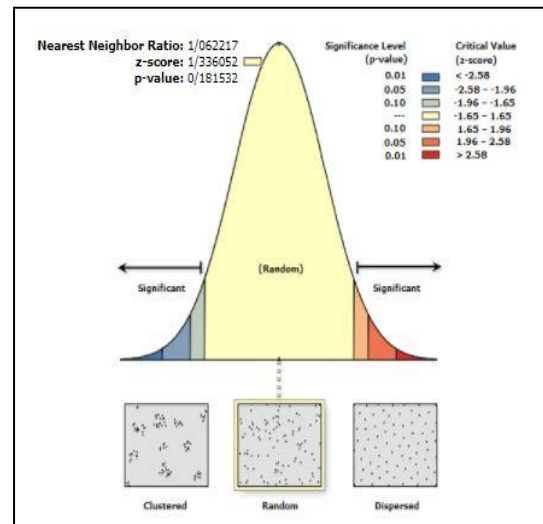 Nearest Neighbor Ratio: 1/062217
z-score: 1/336052
p-value: 0/181532
Significance Level
(p-value)
Critical Value
(z-score)
0.01 < -2.58
0.05 -2.58 - -1.96
0.10 -1.96 - -1.65
--- -1.65 - 1.65
0.10 1.65 - 1.96
0.05 1.96 - 2.58
0.01 > 2.58
(Random)
Significant
Significant
Clustered
Random
Dispersed